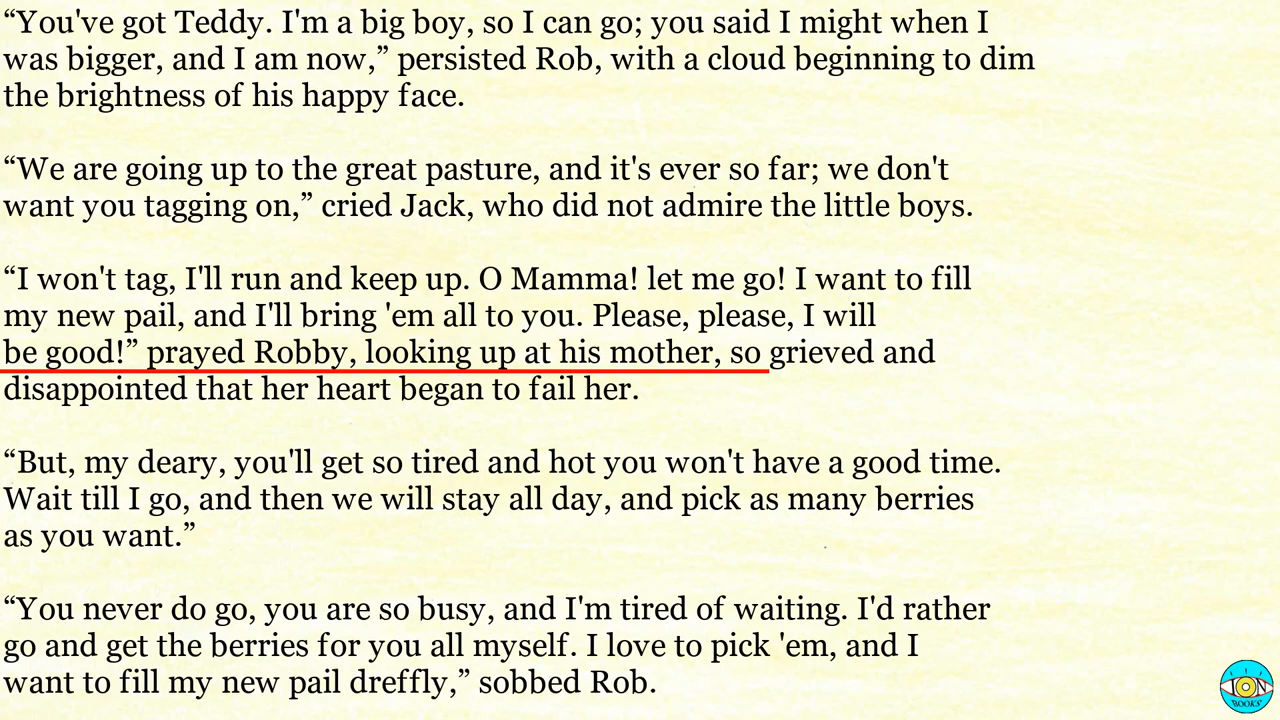 “You've got Teddy. I'm a big boy, so I can go; you said I might when I
was bigger, and I am now,” persisted Rob, with a cloud beginning to dim
the brightness of his happy face.
“We are going up to the great pasture, and it's ever so far; we don't
want you tagging on,” cried Jack, who did not admire the little boys.
“I won't tag, I'll run and keep up. O Mamma! let me go! I want to fill
my new pail, and I'll bring 'em all to you. Please, please, I will
be good!” prayed Robby, looking up at his mother, so grieved and
disappointed that her heart began to fail her.
“But, my deary, you'll get so tired and hot you won't have a good time.
Wait till I go, and then we will stay all day, and pick as many berries
as you want.”
“You never do go, you are so busy, and I'm tired of waiting. I'd rather
go and get the berries for you all myself. I love to pick 'em, and I
want to fill my new pail dreffly,” sobbed Rob.
ION
BOOKS